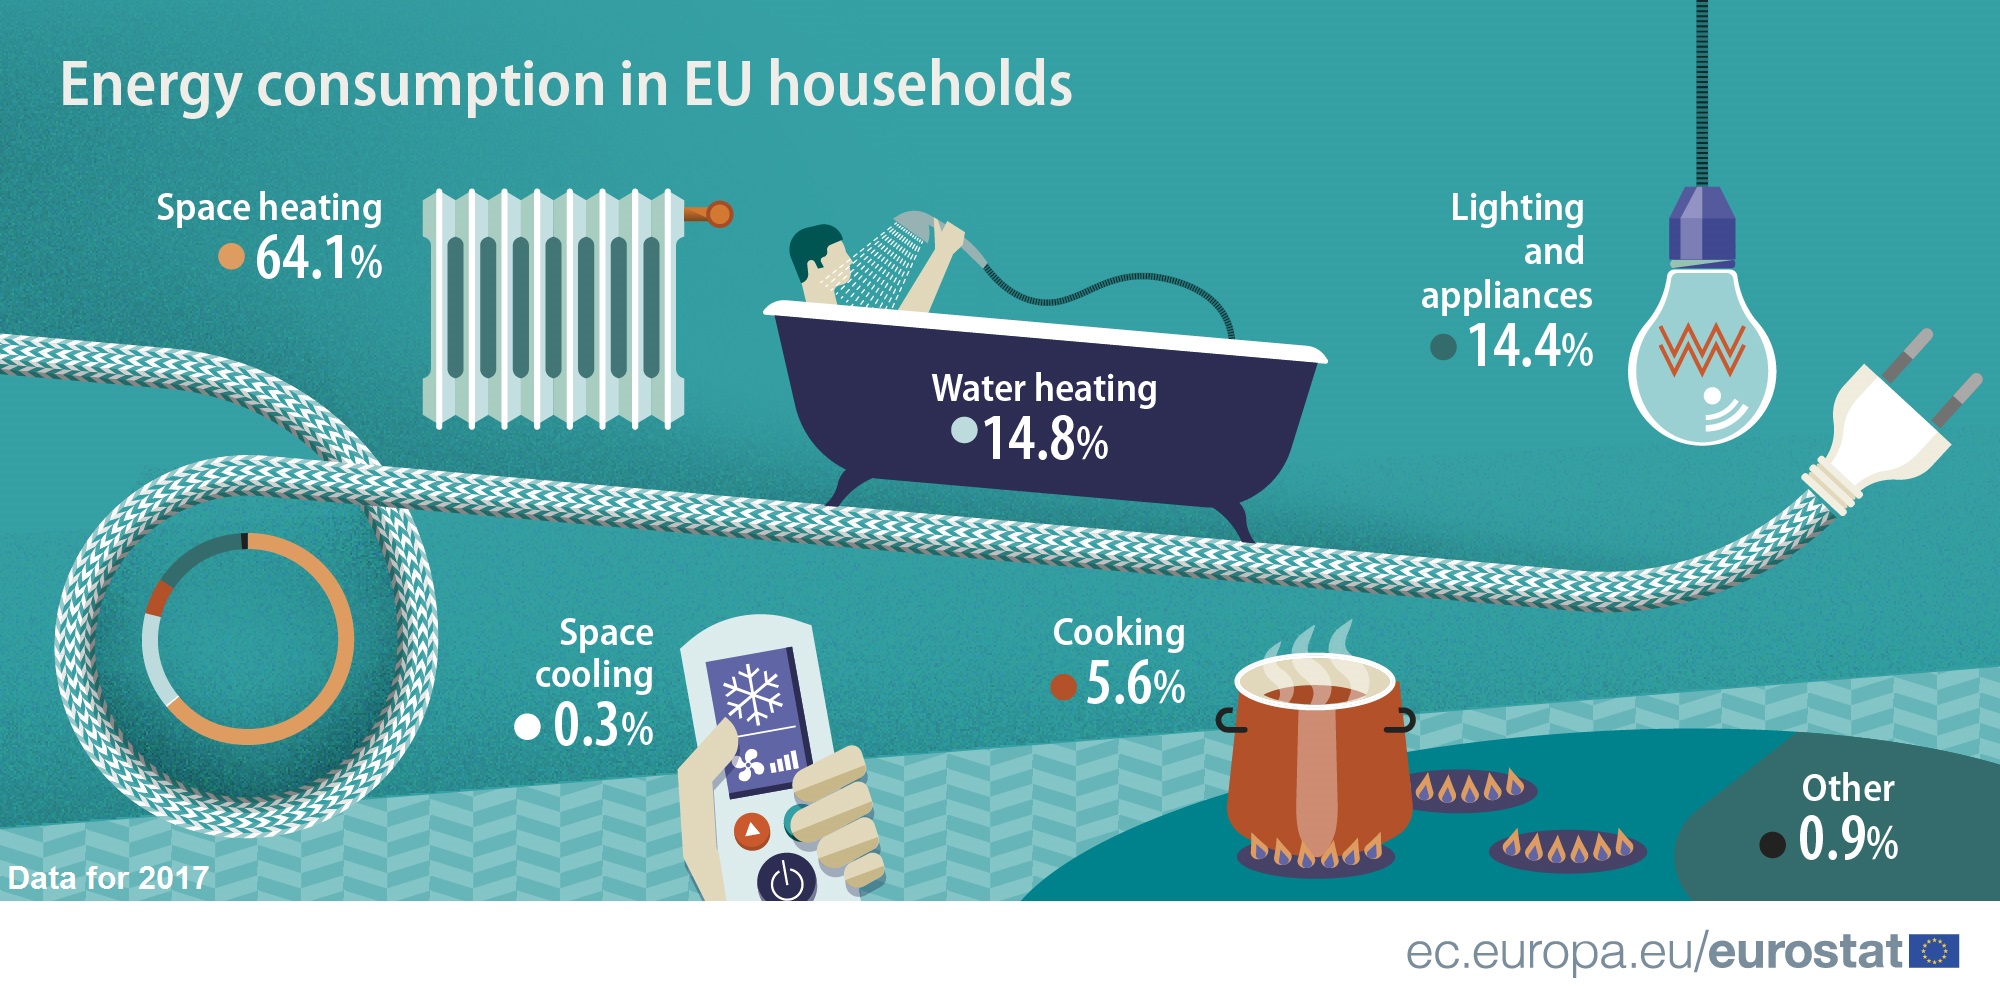 Energy consumption in EU households
Space heating
64.1%
Water heating
14.8%
Lighting
and
appliances
14.4%
Space
cooling
0.3%
Cooking
5.6%
Other
0.9%
Data for 2017
ec.europa.eu/eurostat